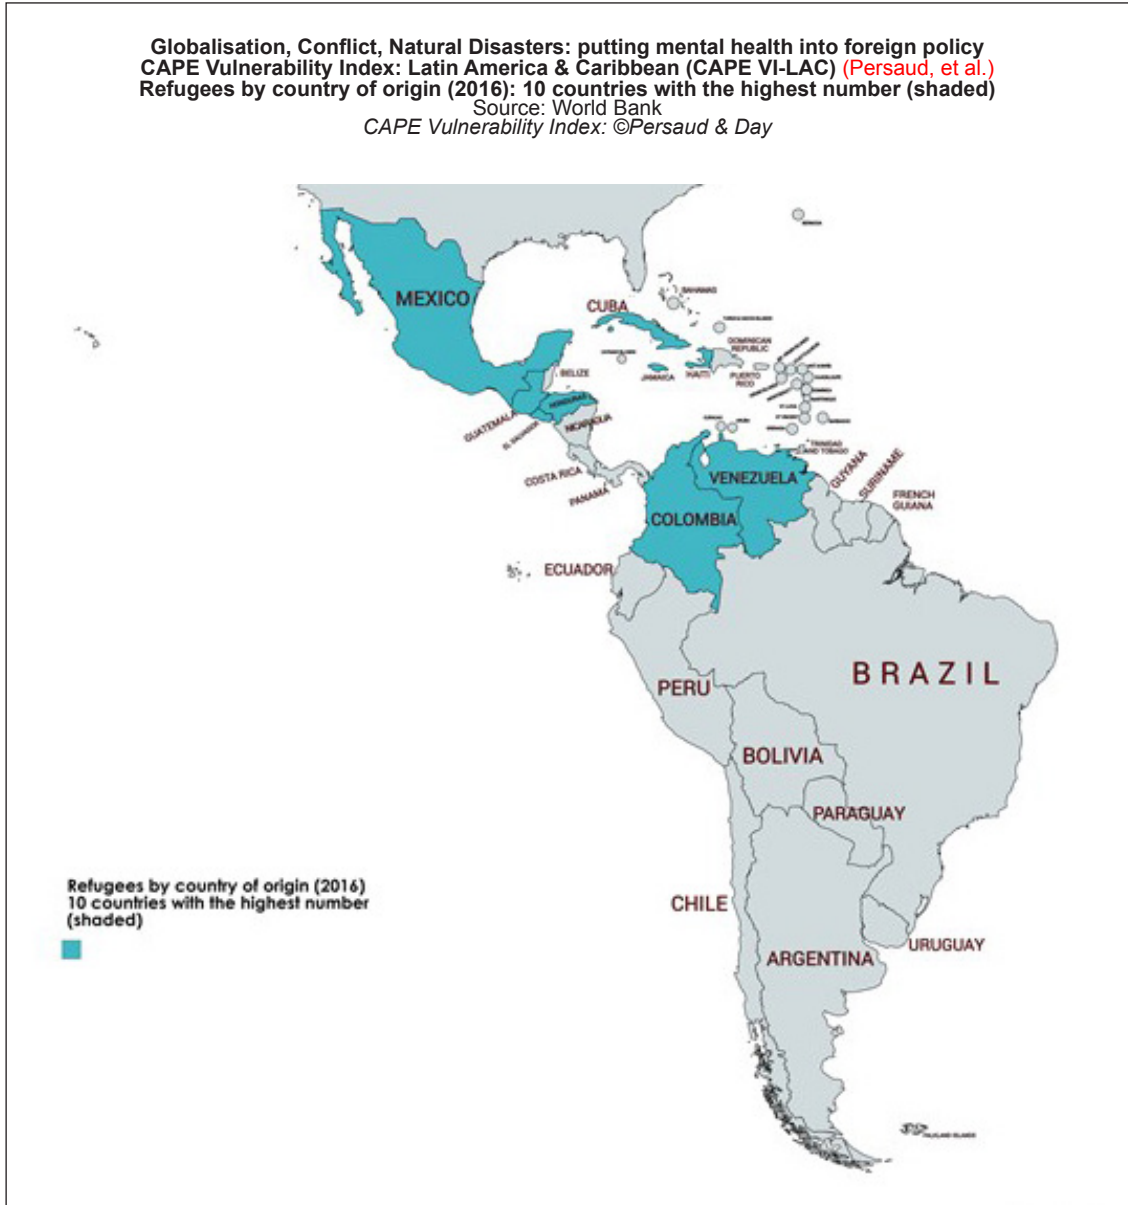 Globalisation, Conflict, Natural Disasters: putting mental health into foreign policy
CAPE Vulnerability Index: Latin America & Caribbean (CAPE VI-LAC) (Persaud, et al.)
Refugees by country of origin (2016): 10 countries with the highest number (shaded)
Source: World Bank
CAPE Vulnerability Index: ©Persaud & Day
MEXICO
CUBA
BAHAMAS
DOMINICAN
REPUBLIC
JAMAICA
HAITI
PUERTO
RICO
BELIZE
HONDURAS
GUATEMALA
EL SALVADOR
NICARAGUA
COSTA RICA
PANAMA
TRINIDAD
AND TOBAGO
VENEZUELA
GUYANA
SURINAME
FRENCH
GUIANA
COLOMBIA
ECUADOR
BRAZIL
PERU
BOLIVIA
PARAGUAY
CHILE
ARGENTINA
URUGUAY
FALKLAND ISLANDS
Refugees by country of origin (2016)
10 countries with the highest number
(shaded)